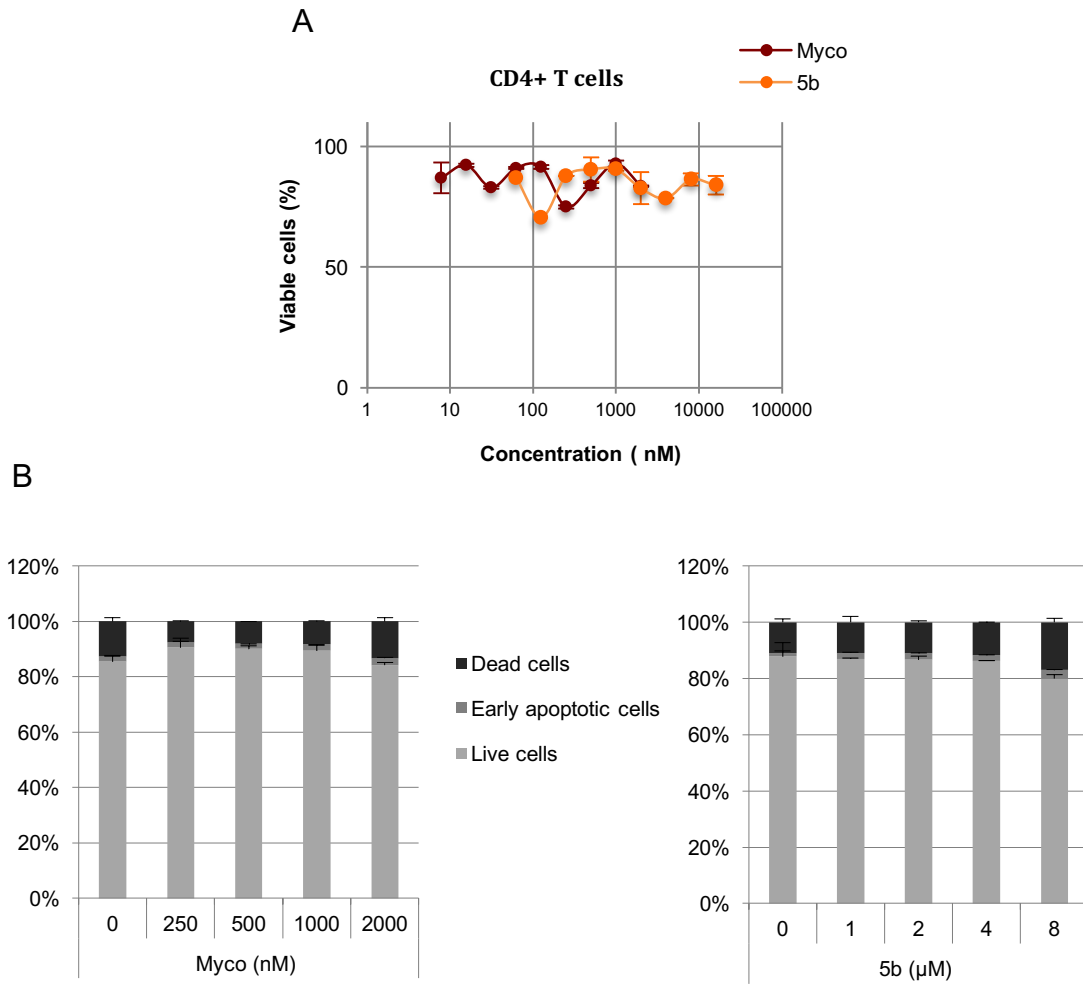 A
Myco
5b
CD4+ T cells
Viable cells (%)
100
50
0
1 10 100 1000 10000 100000
Concentration ( nM)
B
120%
100%
80%
60%
40%
20%
0%
0 250 500 1000 2000
Myco (nM)
Dead cells
Early apoptotic cells
Live cells
120%
100%
80%
60%
40%
20%
0%
0 1 2 4 8
5b (µM)